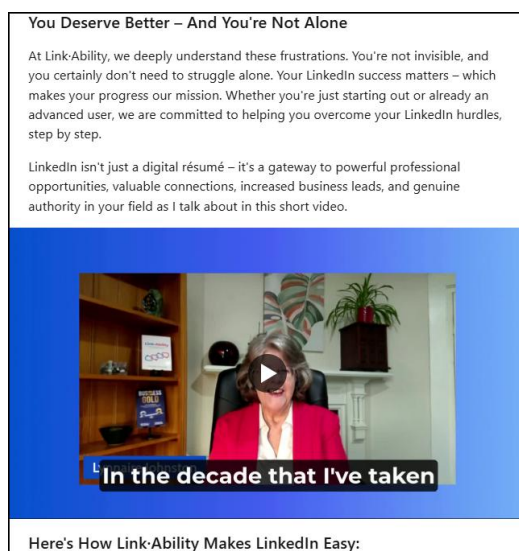 You Deserve Better – And You're Not Alone
At Link·Ability, we deeply understand these frustrations. You're not invisible, and
you certainly don't need to struggle alone. Your LinkedIn success matters – which
makes your progress our mission. Whether you're just starting out or already an
advanced user, we are committed to helping you overcome your LinkedIn hurdles,
step by step.
LinkedIn isn't just a digital résumé – it's a gateway to powerful professional
opportunities, valuable connections, increased business leads, and genuine
authority in your field as I talk about in this short video.
Link·Ability
BUSINESS
GOLD
In the decade that I've taken
Here's How Link·Ability Makes LinkedIn Easy: